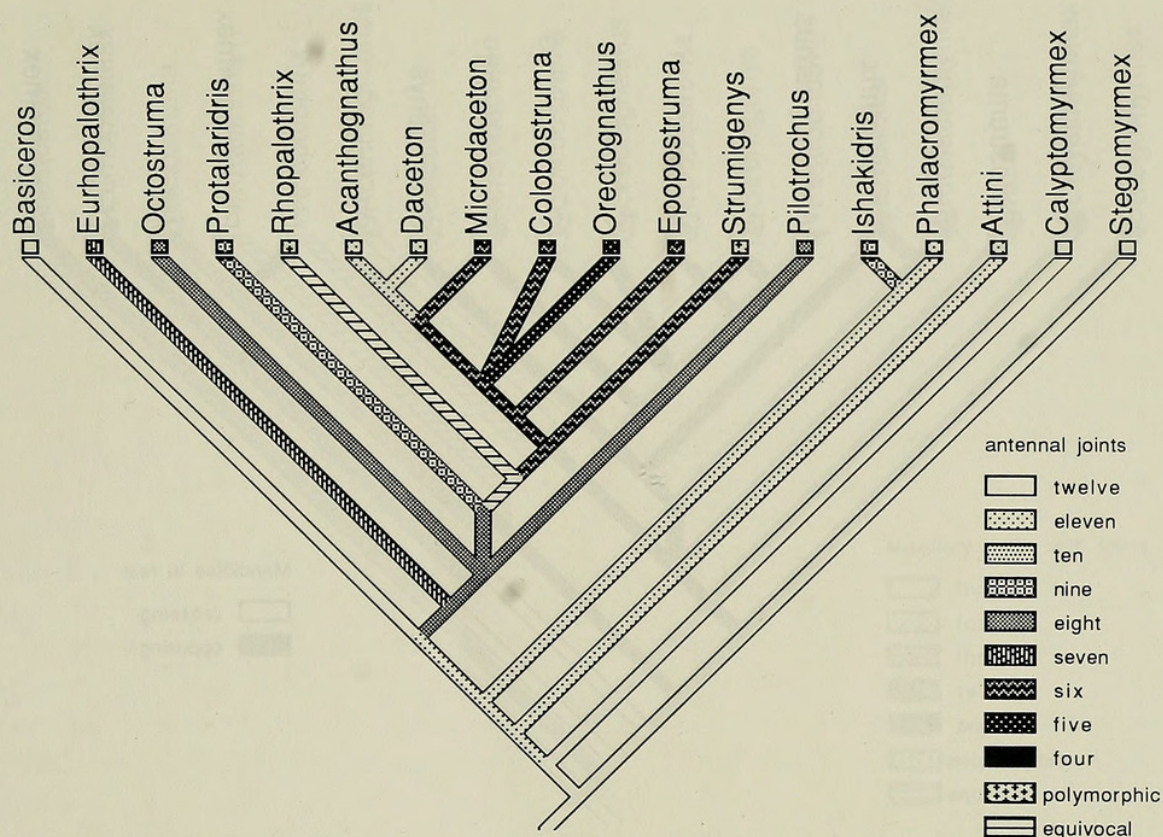 Basiceros
Eurhopalothrix
Octostruma
Protalaridris
Rhopalothrix
Acanthognathus
Daceton
Microdaceton
Colobostruma
Orectognathus
Epopostruma
Strumigenys
Pilotrochus
Ishakidris
Phalacromyrmex
Attini
Calyptomyrmex
Stegomyrmex
antennal joints
twelve
eleven
ten
nine
eight
seven
six
five
four
polymorphic
equivocal